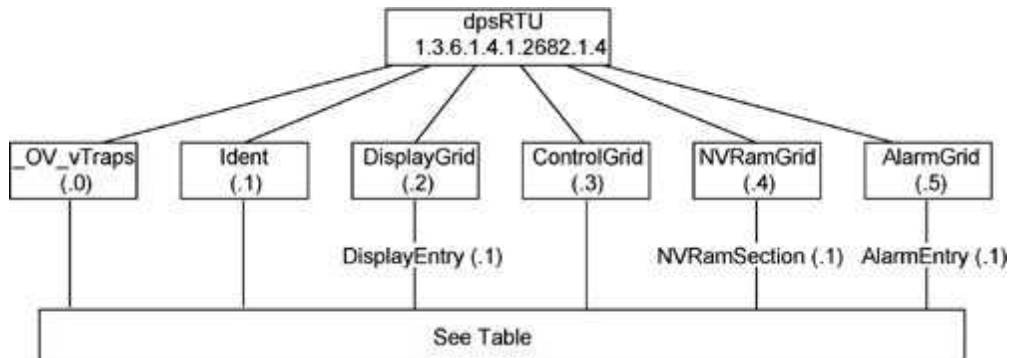 dpsRTU
1.3.6.1.4.1.2682.1.4
_OV_vTraps
(.0)
Ident
(.1)
DisplayGrid
(.2)
ControlGrid
(.3)
NVRamGrid
(.4)
AlarmGrid
(.5)
DisplayEntry (.1)
NVRamSection (.1)
AlarmEntry (.1)
See Table